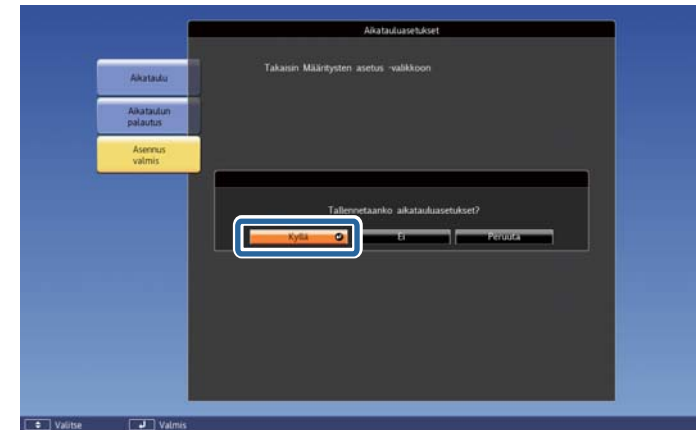 Aikatauluasetukset
Takaisin Määritysten asetus -valikkoon
Aikataulu
Aikataulun
palautus
Asennus
valmis
Tallennetaanko aikatauluasetukset?
Kyllä Ei Peruuta
Valitse Valmis